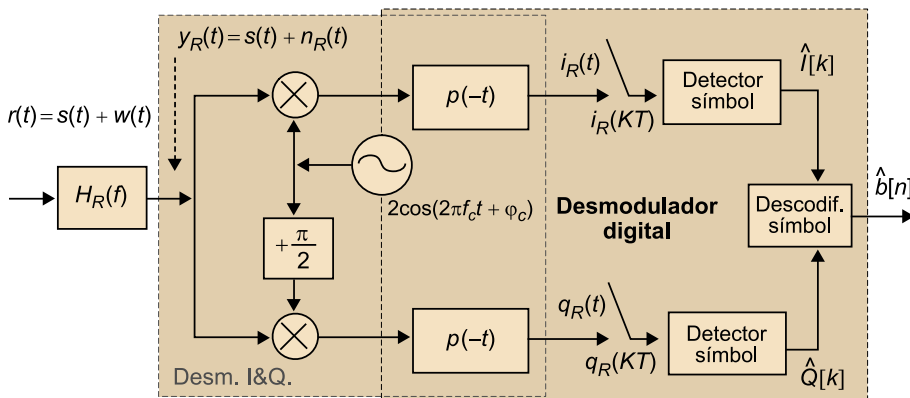 y_R(t) = s(t) + n_R(t)
r(t) = s(t) + w(t)
H_R(f)
p(–t)
i_R(t)
i_R(KT)
Detector
símbol
Î[k]
2cos(2πf_ct + φ_c)
+ π/2
Desmodulador
digital
Descodif.
símbol
b̂[n]
p(–t)
q_R(t)
q_R(KT)
Detector
símbol
Q̂[k]
Desm. I&Q.